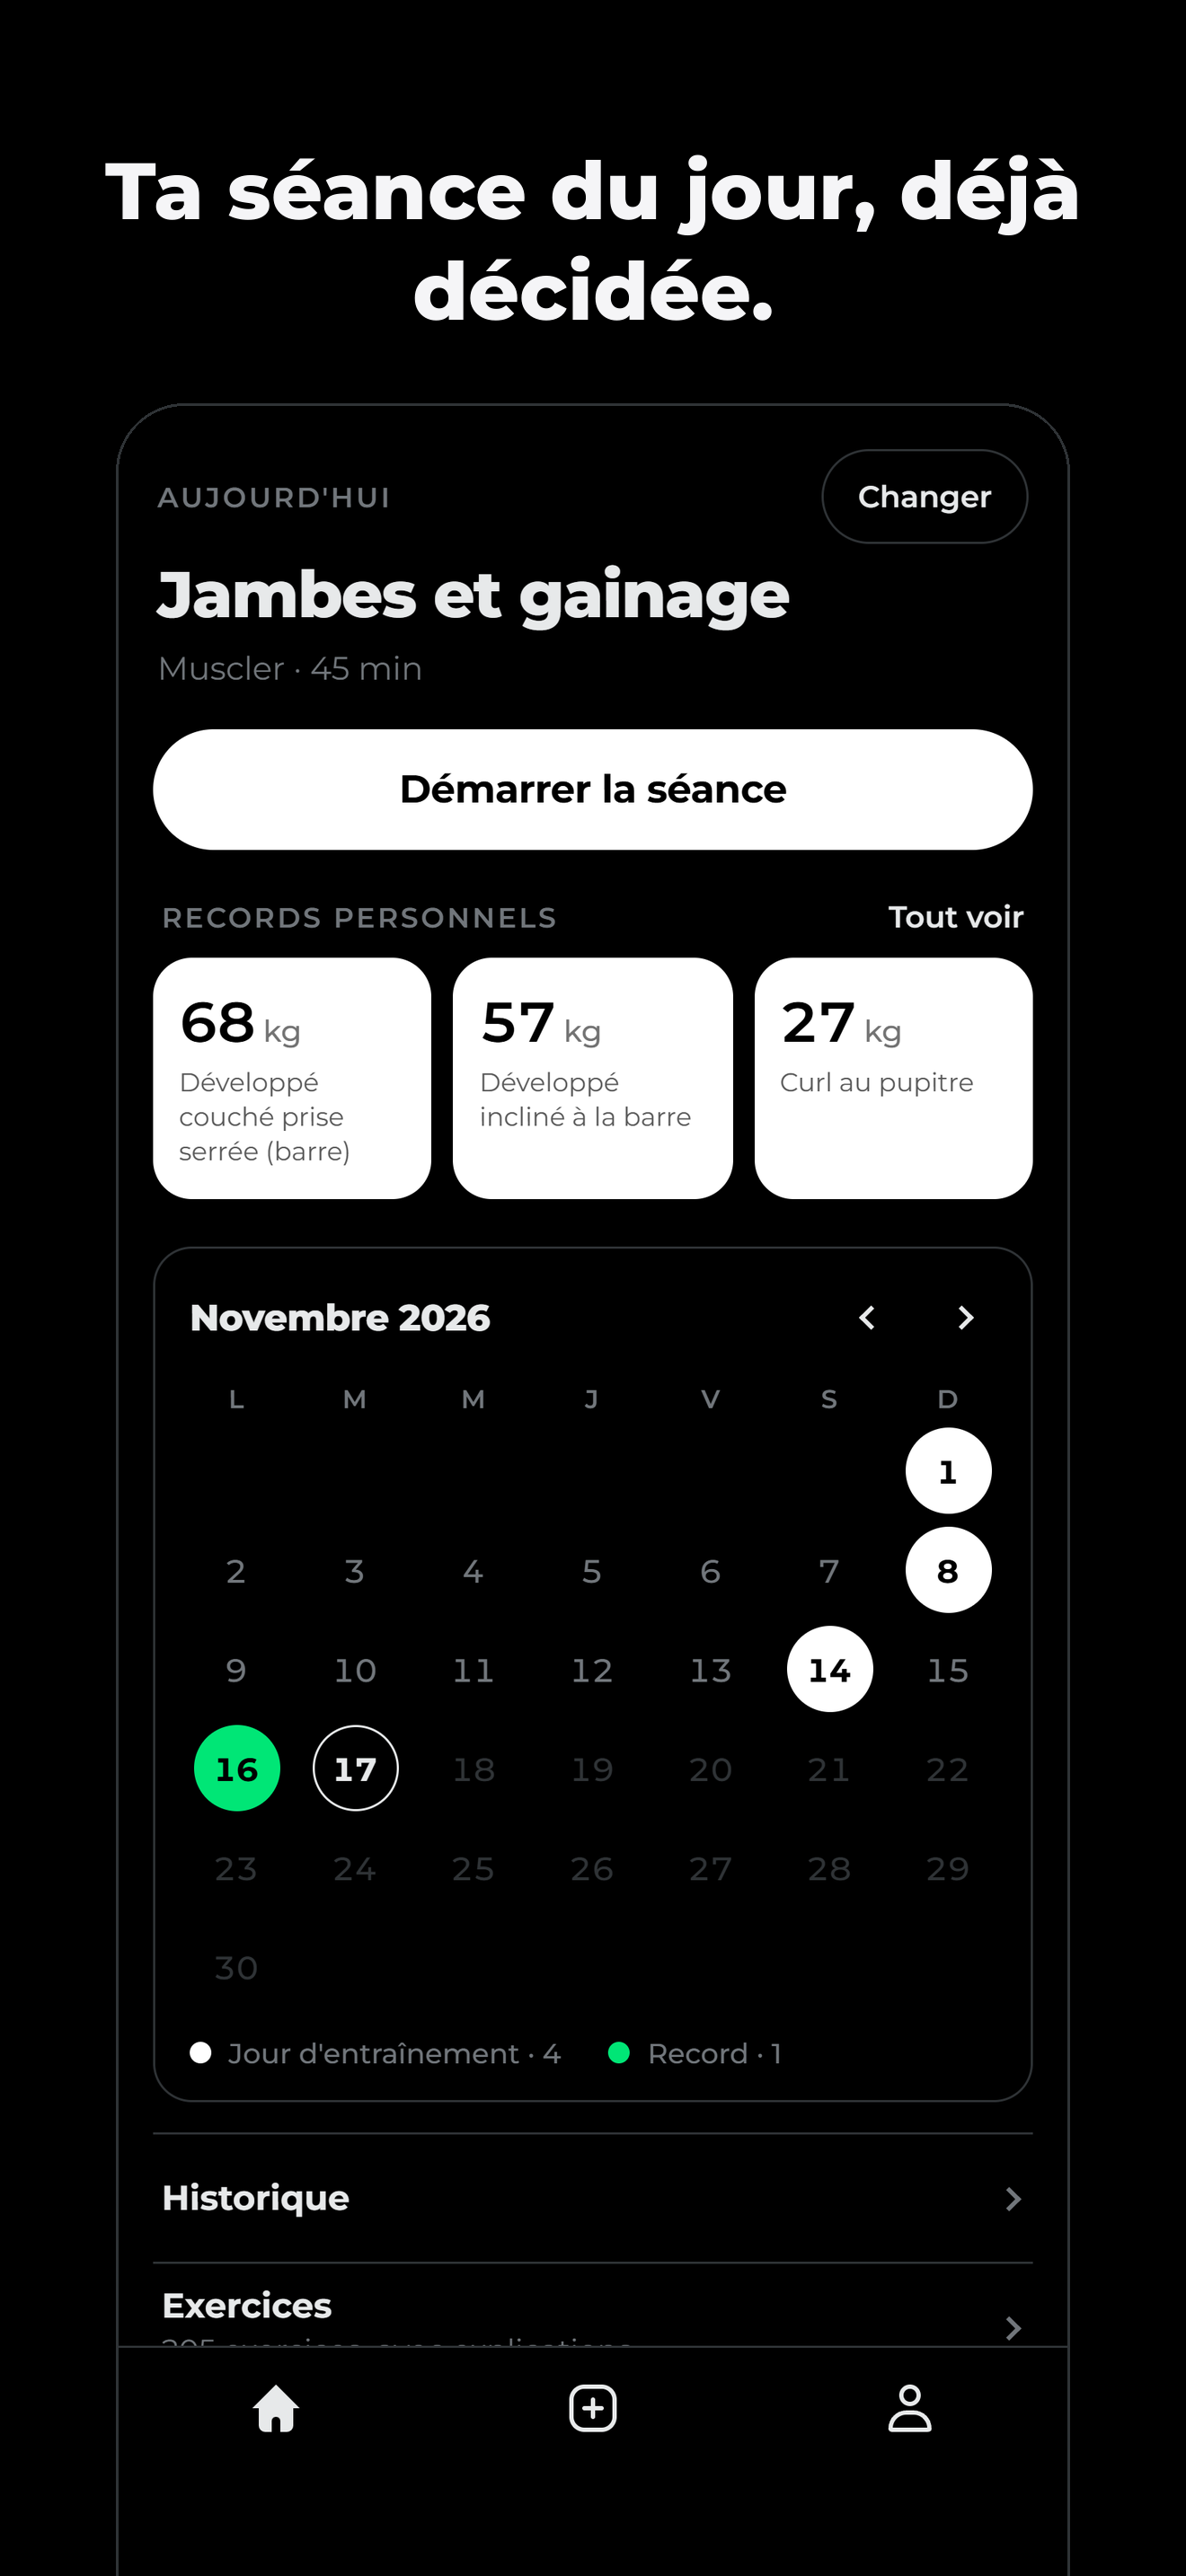 Ta séance du jour, déjà
décidée.
AUJOURD'HUI
Changer
Jambes et gainage
Muscler · 45 min
Démarrer la séance
RECORDS PERSONNELS
Tout voir
68 kg
Développé
couché prise
serrée (barre)
57 kg
Développé
incliné à la barre
27 kg
Curl au pupitre
Novembre 2026
L M M J V S D
1
2 3 4 5 6 7 8
9 10 11 12 13 14 15
16 17 18 19 20 21 22
23 24 25 26 27 28 29
30
Jour d'entraînement · 4
Record · 1
Historique
Exercices